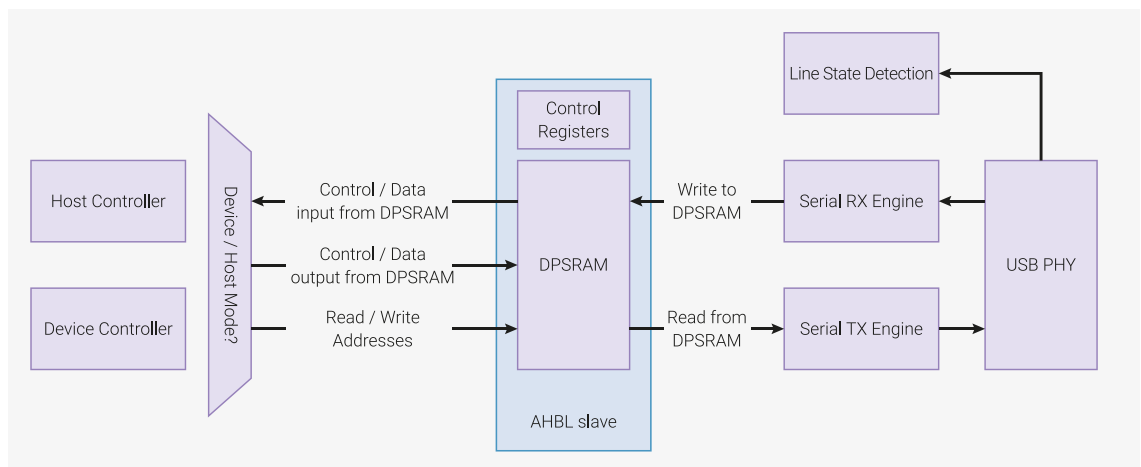 Line State Detection
Control
Registers
Host Controller
Device / Host Mode?
Control / Data
input from DPSRAM
Write to
DPSRAM
Serial RX Engine
Control / Data
output from DPSRAM
DPSRAM
USB PHY
Device Controller
Read / Write
Addresses
Read from
DPSRAM
Serial TX Engine
AHBL slave